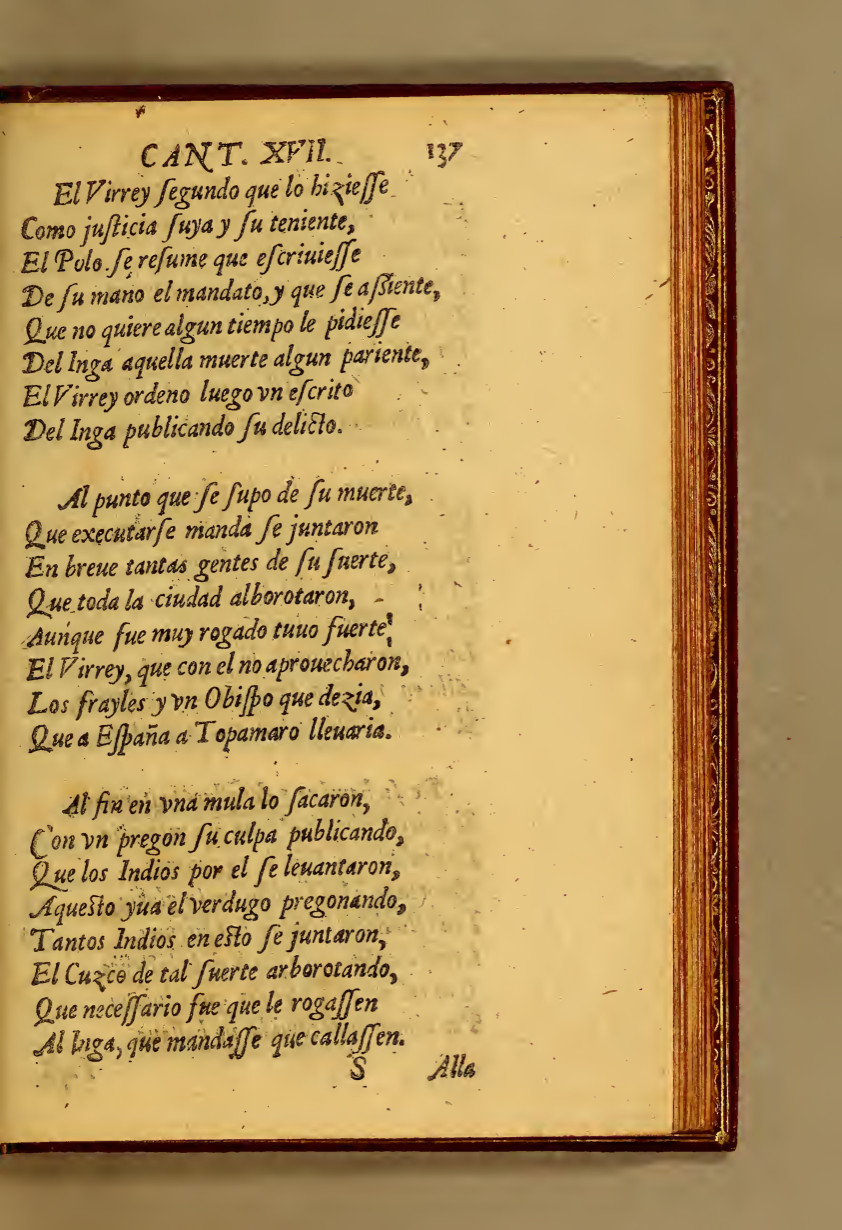 CANT. XVII. 137
El Virrey ſegundo que lo hizieſſe
Como juſticia ſuya y ſu teniente,
El Polo ſe reſume que eſcriuieſſe
De ſu mano el mandato, y que ſe aſsiente,
Que no quiere algun tiempo le pidieſſe
Del Inga aquella muerte algun pariente,
El Virrey ordeno luego vn eſcrito
Del Inga publicando ſu delicto.
Al punto que ſe ſupo de ſu muerte,
Que executarſe manda ſe juntaron
En breue tantas gentes de ſu ſuerte,
Que toda la ciudad alborotaron,
Aunque fue muy rogado tuuo fuerte,
El Virrey, que con el no aprouecharon,
Los frayles y vn Obiſpo que dezia,
Que a Eſpaña a Topamaro lleuaria.
Al fin en vna mula lo ſacaron,
Con vn pregon ſu culpa publicando,
Que los Indios por el ſe leuantaron,
Aqueſto yua el verdugo pregonando,
Tantos Indios en eſto ſe juntaron,
El Cuzco de tal ſuerte arborotando,
Que neceſſario fue que le rogaſſen
Al Inga, que mandaſſe que callaſſen.
S Alla